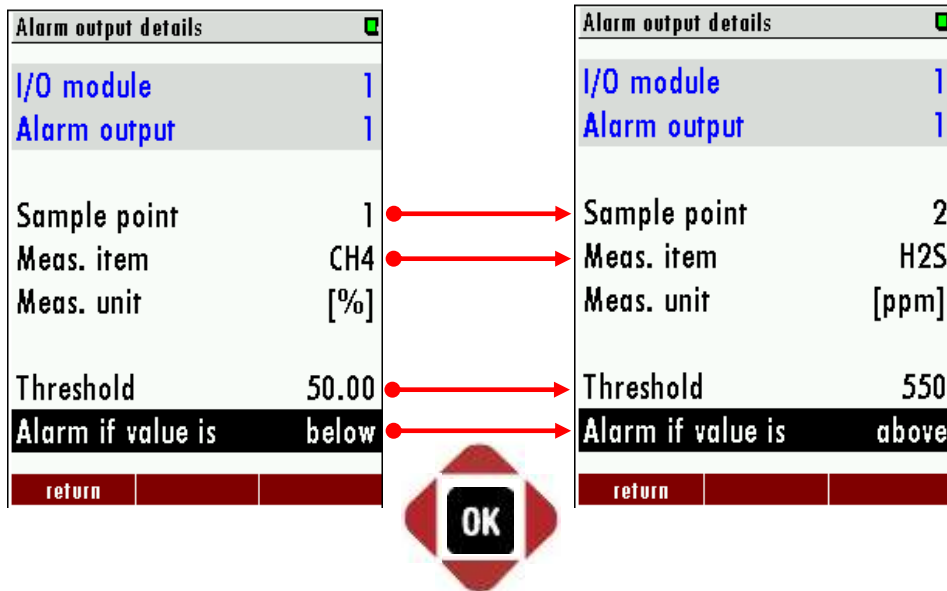 Alarm output details
I/O module 1
Alarm output 1
Sample point 1
Meas. item CH4
Meas. unit [%]
Threshold 50.00
Alarm if value is below
return
Alarm output details
I/O module 1
Alarm output 1
Sample point 2
Meas. item H2S
Meas. unit [ppm]
Threshold 550
Alarm if value is above
return
OK